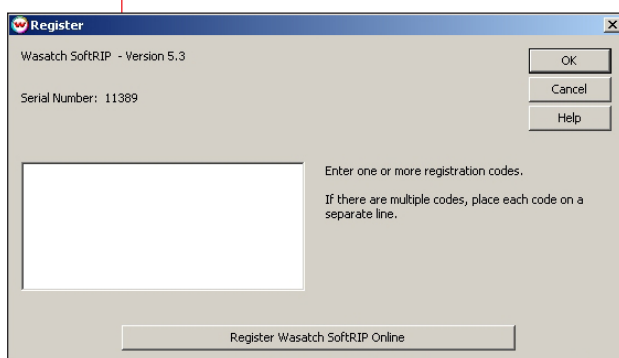 Register
Wasatch SoftRIP - Version 5.3
OK
Serial Number: 11389
Cancel
Help
Enter one or more registration codes.
If there are multiple codes, place each code on a
separate line.
Register Wasatch SoftRIP Online